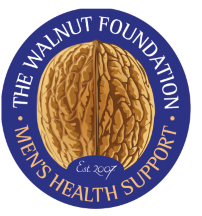 THE WALNUT FOUNDATION
Est. 2007
• MEN'S HEALTH SUPPORT •